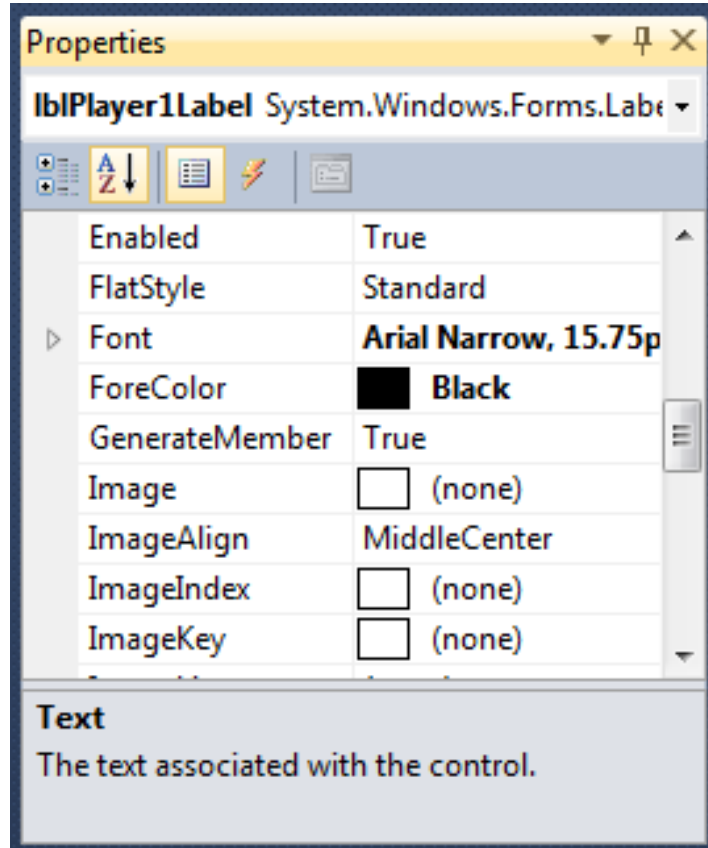 Properties
lblPlayer1Label System.Windows.Forms.Labe
A
Z
Enabled True
FlatStyle Standard
Font Arial Narrow, 15.75p
ForeColor Black
GenerateMember True
Image (none)
ImageAlign MiddleCenter
ImageIndex (none)
ImageKey (none)
Text
The text associated with the control.